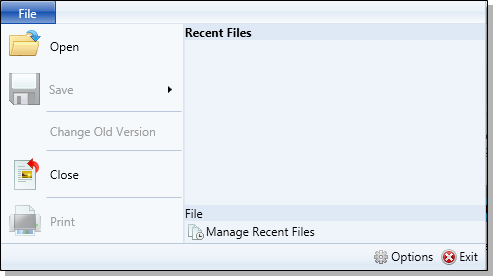 File
Open
Save
Change Old Version
Close
Print
Recent Files
File
Manage Recent Files
Options
Exit